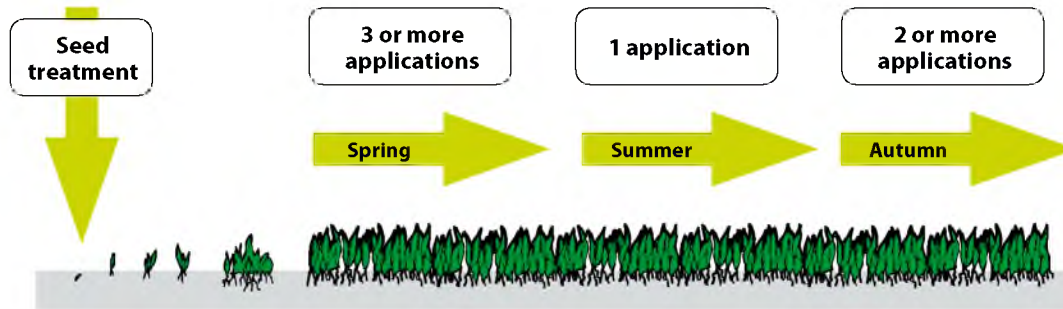 Seed
treatment
3 or more
applications
1 application
2 or more
applications
Spring
Summer
Autumn